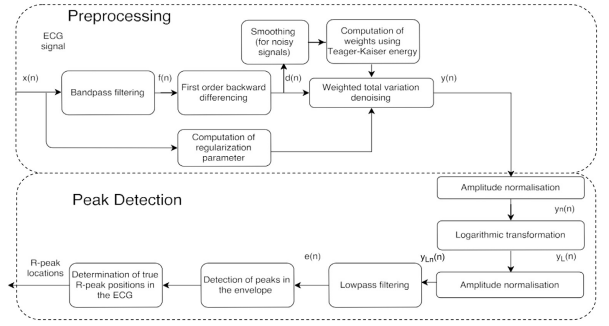 Preprocessing
ECG
signal
x(n)
Bandpass filtering
f(n)
First order backward
differencing
d(n)
Smoothing
(for noisy
signals)
Computation
of weights using
Teager-Kaiser energy
Weighted total variation
denoising
y(n)
Computation of
regularization
parameter
Peak Detection
Amplitude normalisation
yn(n)
Logarithmic transformation
yL(n)
Amplitude normalisation
yLn(n)
Lowpass filtering
e(n)
Detection of peaks
in the envelope
Determination of true
R-peak positions in
the ECG
R-peak
locations